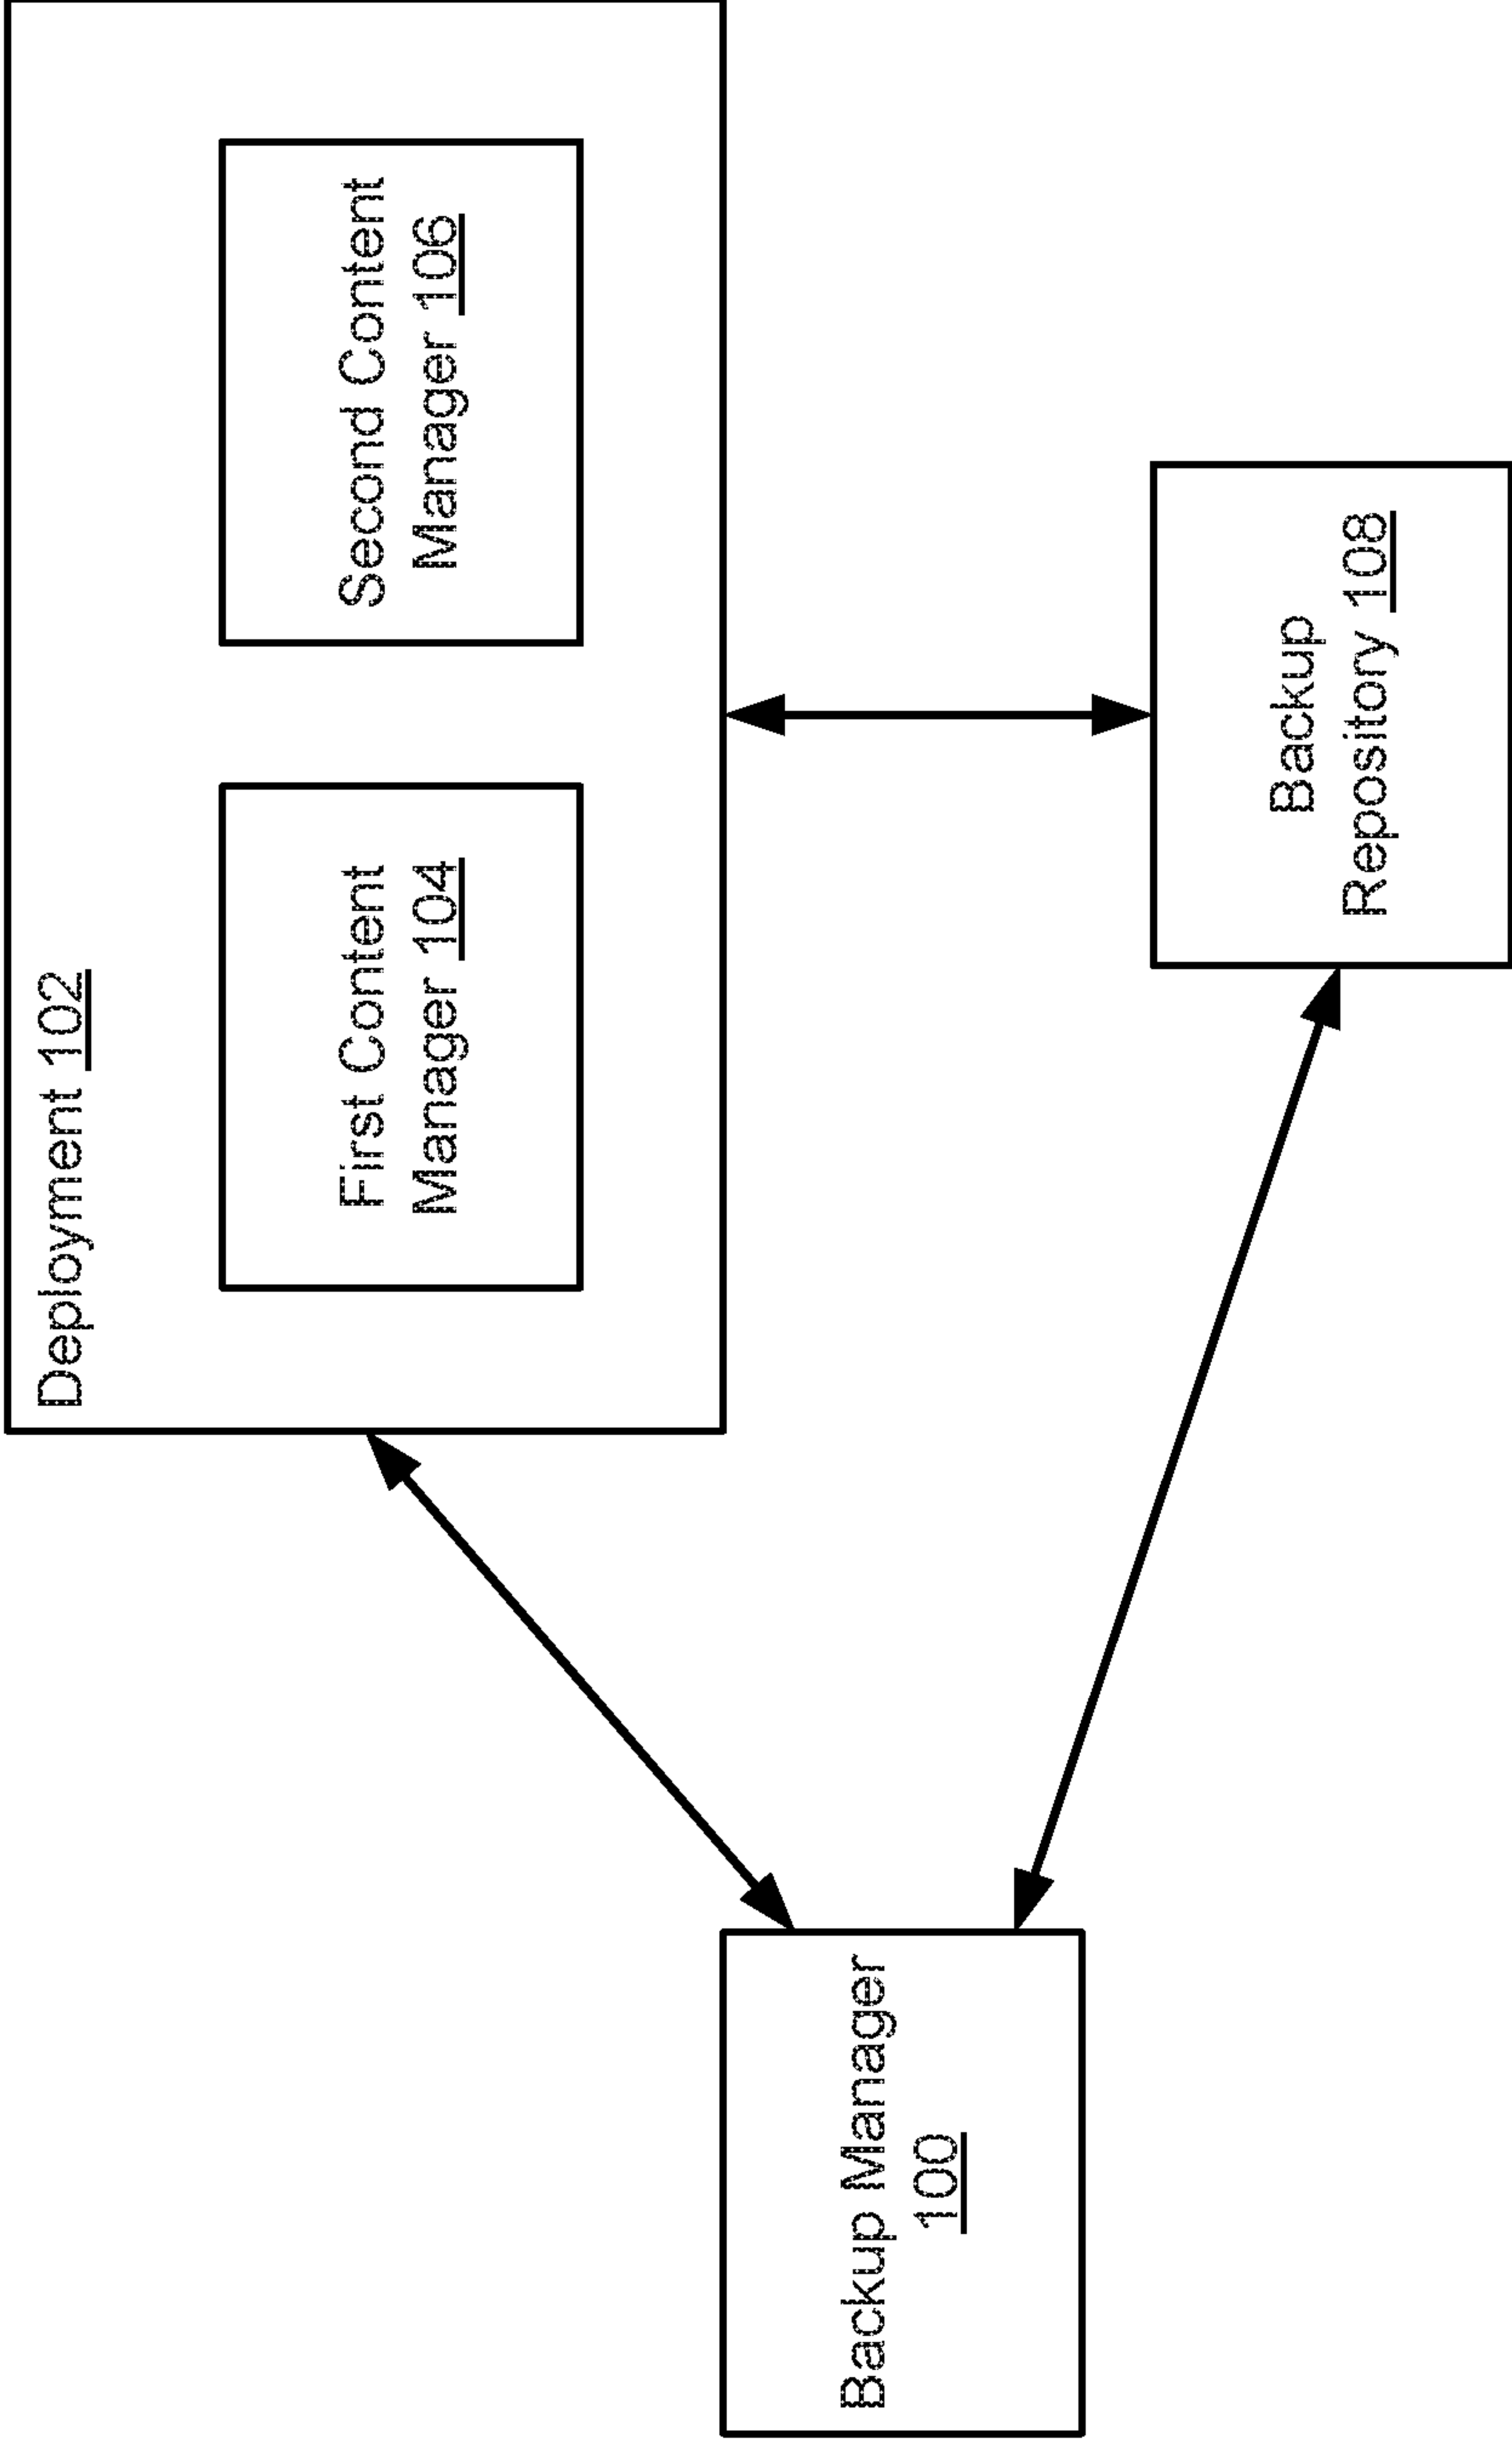 Deployment 102
First Content
Manager 104
Second Content
Manager 106
Backup Manager
100
Backup
Repository 108